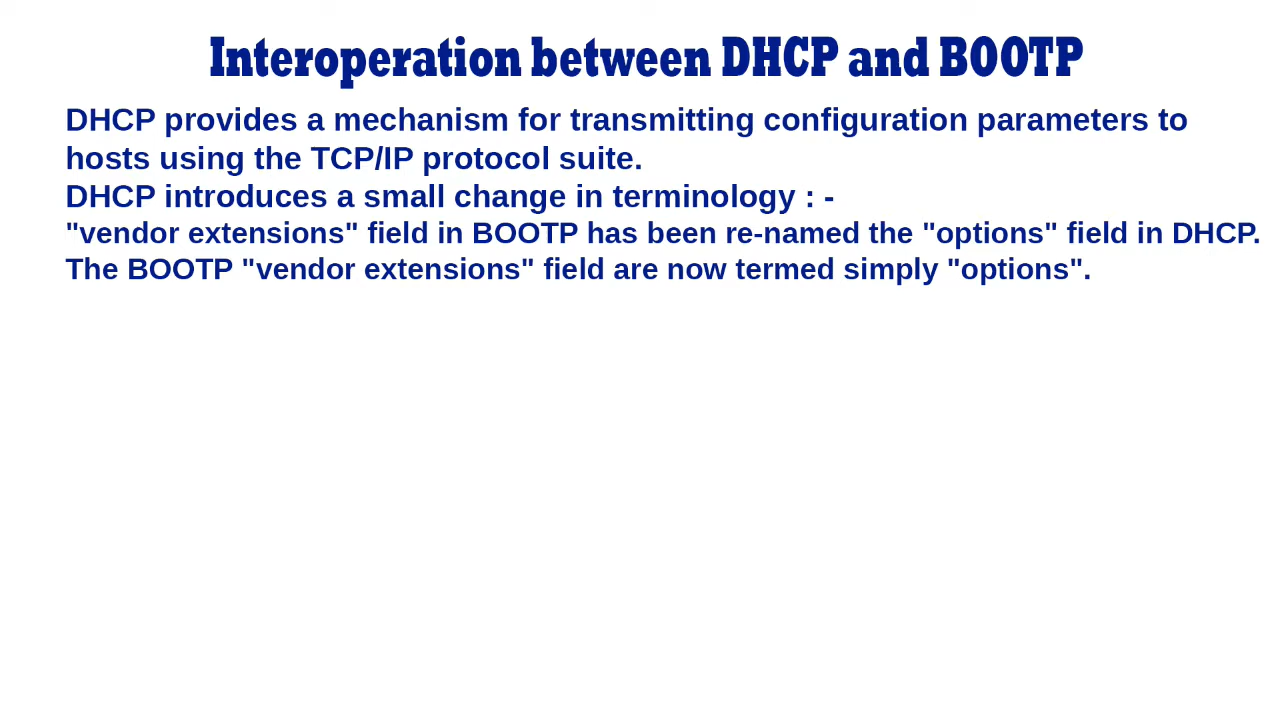 Interoperation between DHCP and BOOTP
DHCP provides a mechanism for transmitting configuration parameters to
hosts using the TCP/IP protocol suite.
DHCP introduces a small change in terminology : -
"vendor extensions" field in BOOTP has been re-named the "options" field in DHCP.
The BOOTP "vendor extensions" field are now termed simply "options".